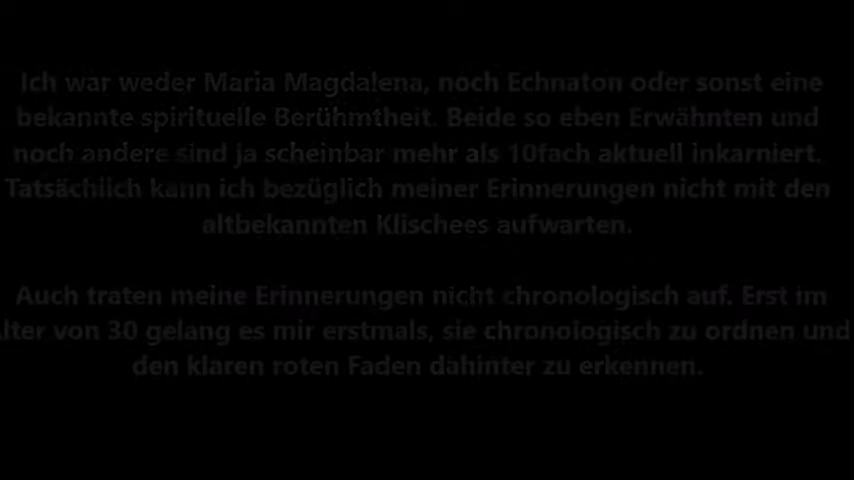 Ich war weder Maria Magdalena, noch Echnaton oder sonst eine
bekannte spirituelle Berühmtheit. Beide so eben Erwähnten und
noch andere sind ja scheinbar mehr als 10fach aktuell inkarniert.
Tatsächlich kann ich bezüglich meiner Erinnerungen nicht mit den
altbekannten Klischees aufwarten.
Auch traten meine Erinnerungen nicht chronologisch auf. Erst im
Alter von 30 gelang es mir erstmals, sie chronologisch zu ordnen und
den klaren roten Faden dahinter zu erkennen.